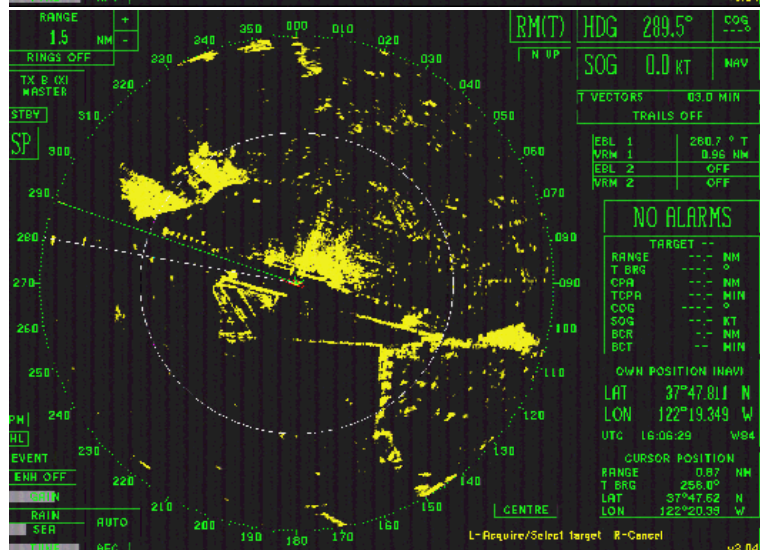 RANGE
+
1.5 NM -
RINGS OFF
TX B (X)
MASTER
STBY
SP
RM(T)
N UP
HDG 289.5°
COG
---°
SOG 0.0 KT
NAV
T VECTORS 03.0 MIN
TRAILS OFF
EBL 1 280.7 ° T
VRM 1 0.96 NM
EBL 2 OFF
VRM 2 OFF
NO ALARMS
TARGET --
RANGE --.- NM
T BRG ---.- °
CPA --.- NM
TCPA --.- MIN
COG ---.- °
SOG --.- KT
BCR -.- NM
BCT -- MIN
OWN POSITION (NAV)
LAT 37°47.811 N
LON 122°19.349 W
UTC 16:06:29 W84
CURSOR POSITION
RANGE 0.87 NM
T BRG 256.0°
LAT 37°47.62 N
LON 122°20.39 W
340
350
000
010
020
030
040
050
060
070
080
090
100
110
120
130
140
150
160
180
190
200
210
220
230
240
250
260
270
280
290
300
310
320
330
EVENT
ENH OFF
RAIN
SEA
AUTO
AFC
CENTRE
L-Acquire/Select target R-Cancel
v2.04